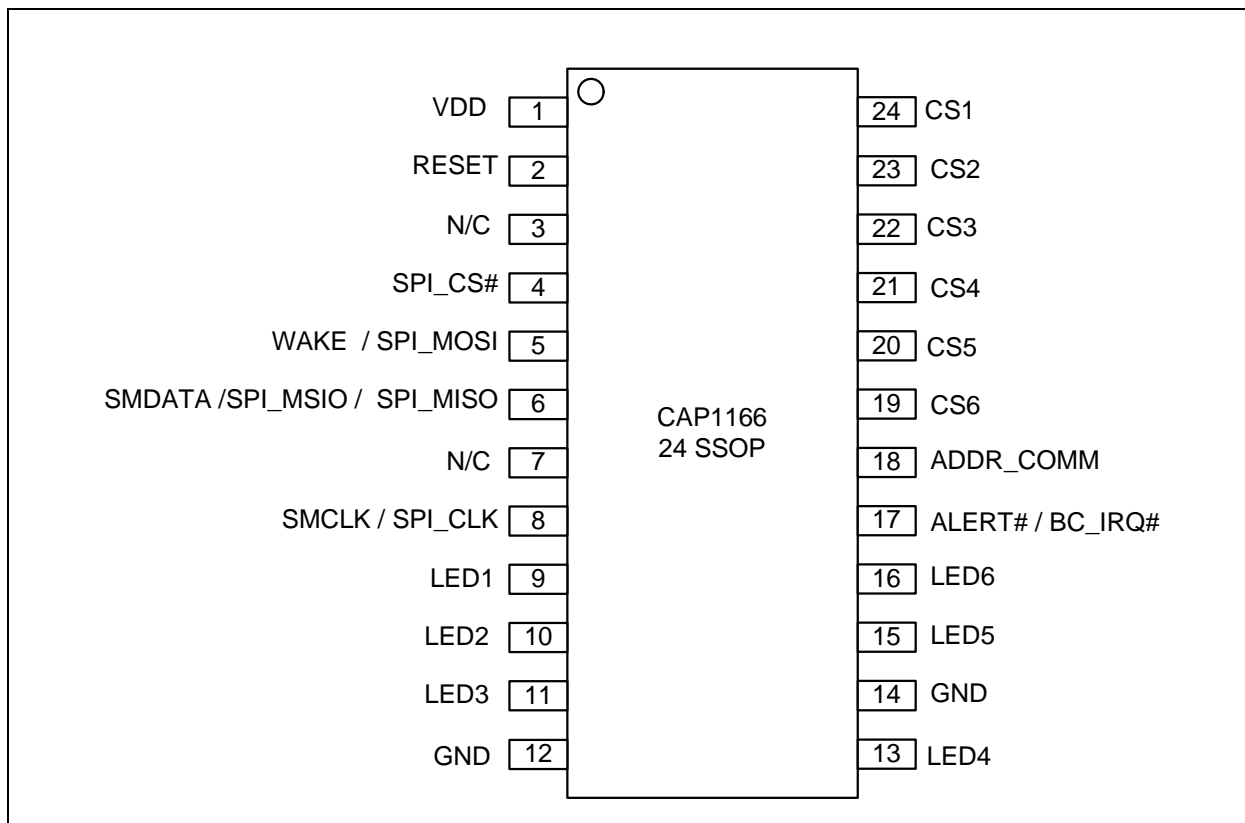 VDD 1
RESET 2
N/C 3
SPI_CS# 4
WAKE / SPI_MOSI 5
SMDATA /SPI_MSIO / SPI_MISO 6
N/C 7
SMCLK / SPI_CLK 8
LED1 9
LED2 10
LED3 11
GND 12
CAP1166
24 SSOP
24 CS1
23 CS2
22 CS3
21 CS4
20 CS5
19 CS6
18 ADDR_COMM
17 ALERT# / BC_IRQ#
16 LED6
15 LED5
14 GND
13 LED4